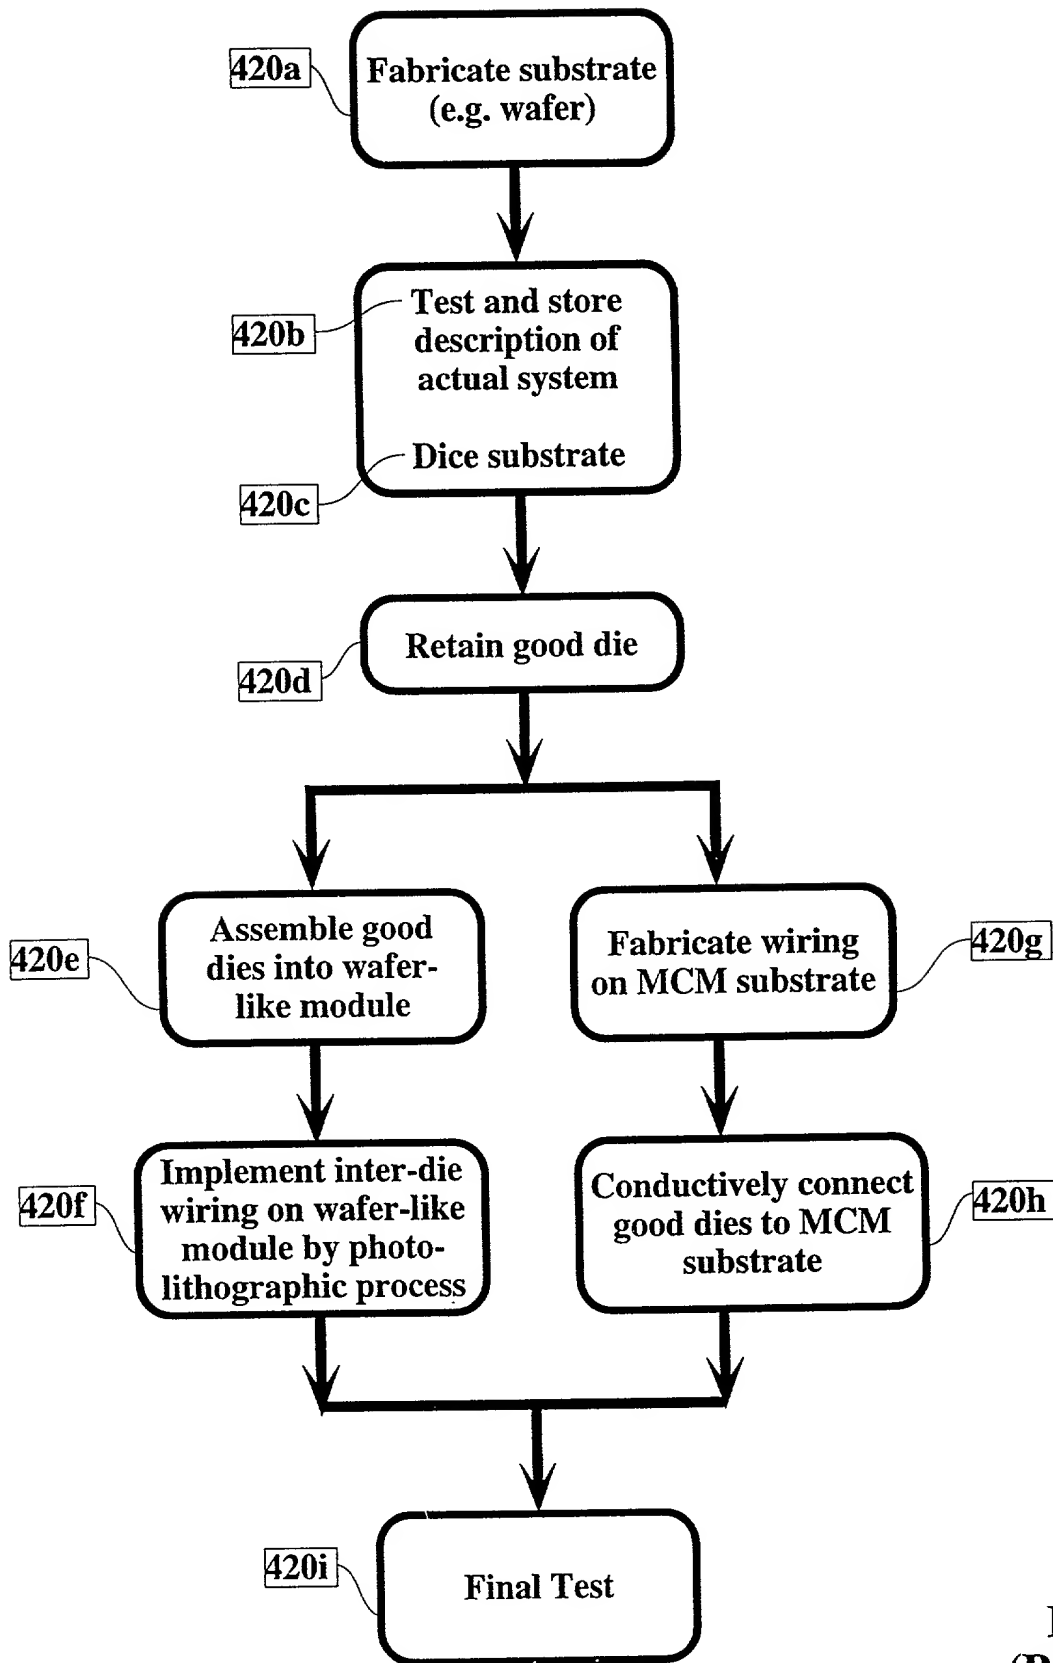 420a
Fabricate substrate
(e.g. wafer)
420b
Test and store
description of
actual system
420c
Dice substrate
420d
Retain good die
420e
Assemble good
dies into wafer-
like module
420g
Fabricate wiring
on MCM substrate
420f
Implement inter-die
wiring on wafer-like
module by photo-
lithographic process
420h
Conductively connect
good dies to MCM
substrate
420i
Final Test